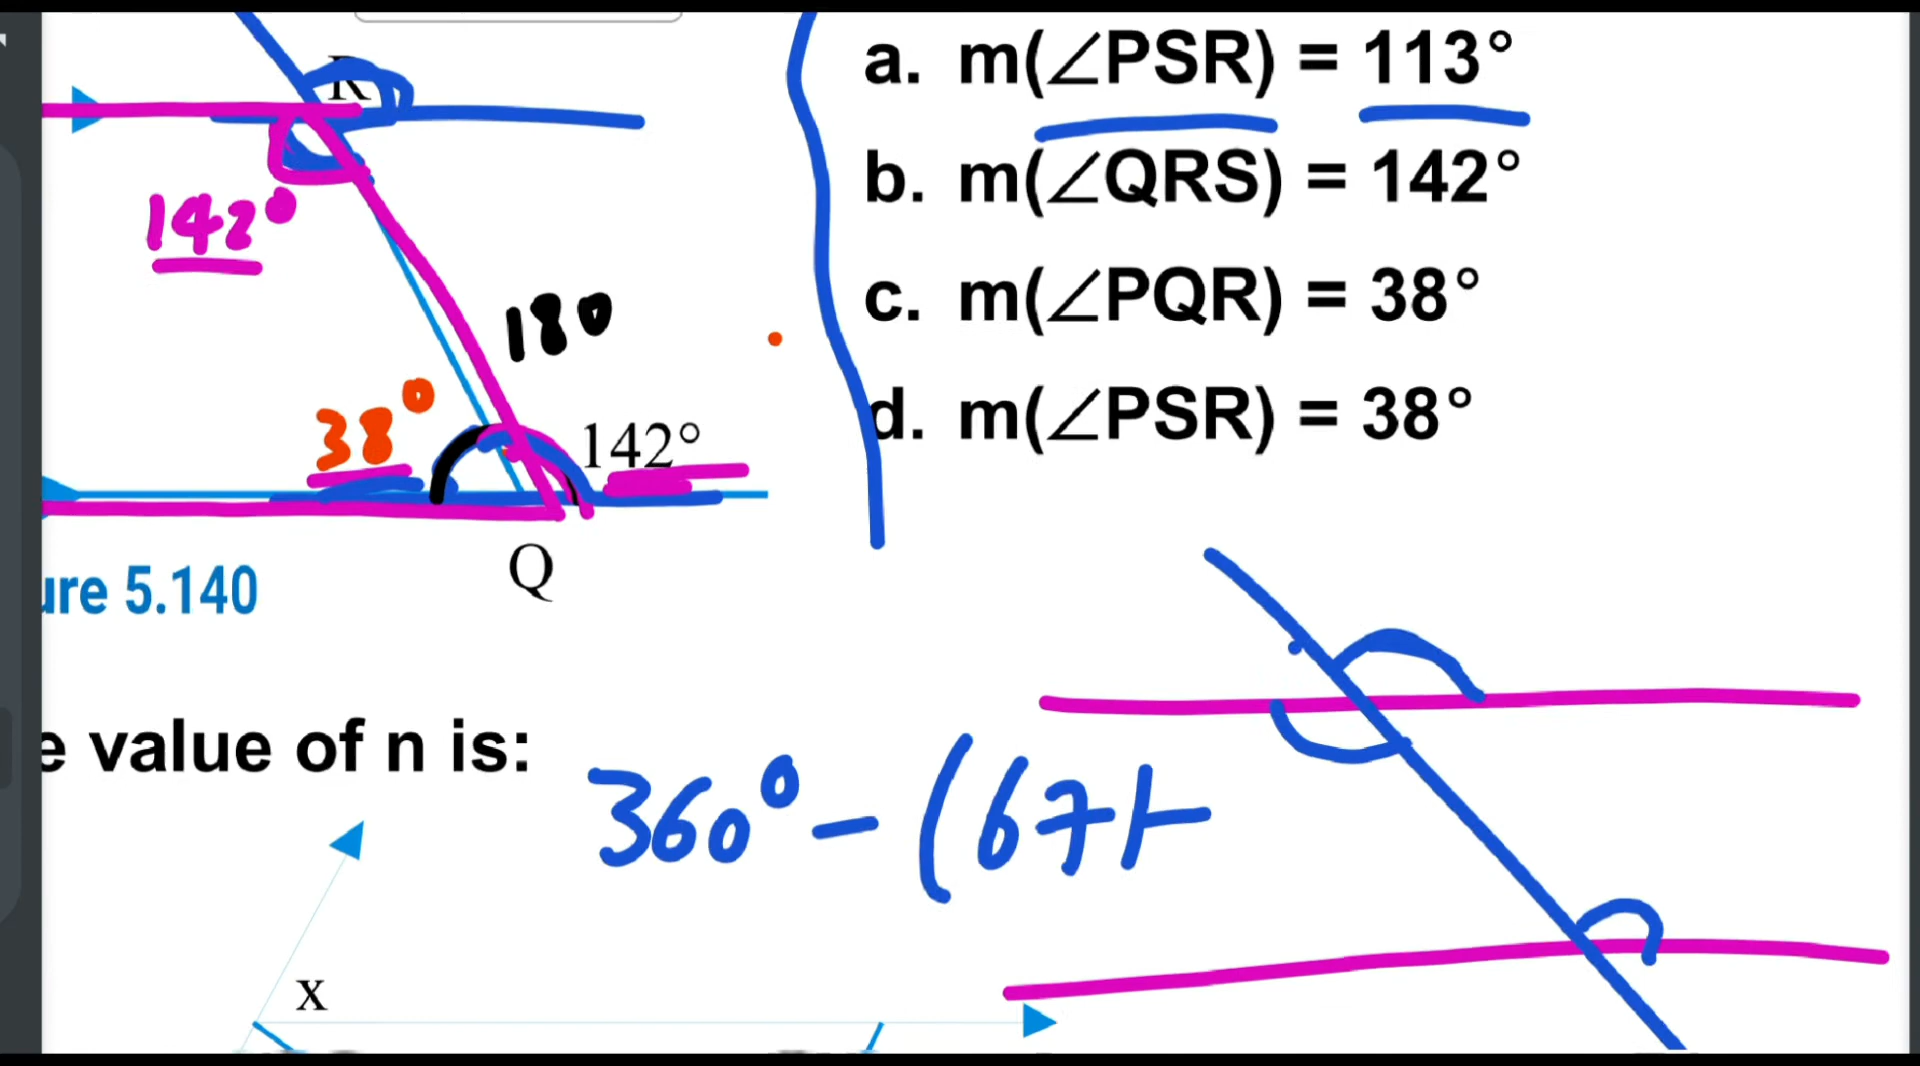 R
142°
180
38°
142°
Q
ure 5.140
a. m(∠PSR) = 113°
b. m(∠QRS) = 142°
c. m(∠PQR) = 38°
d. m(∠PSR) = 38°
e value of n is:
360° - (67+
x